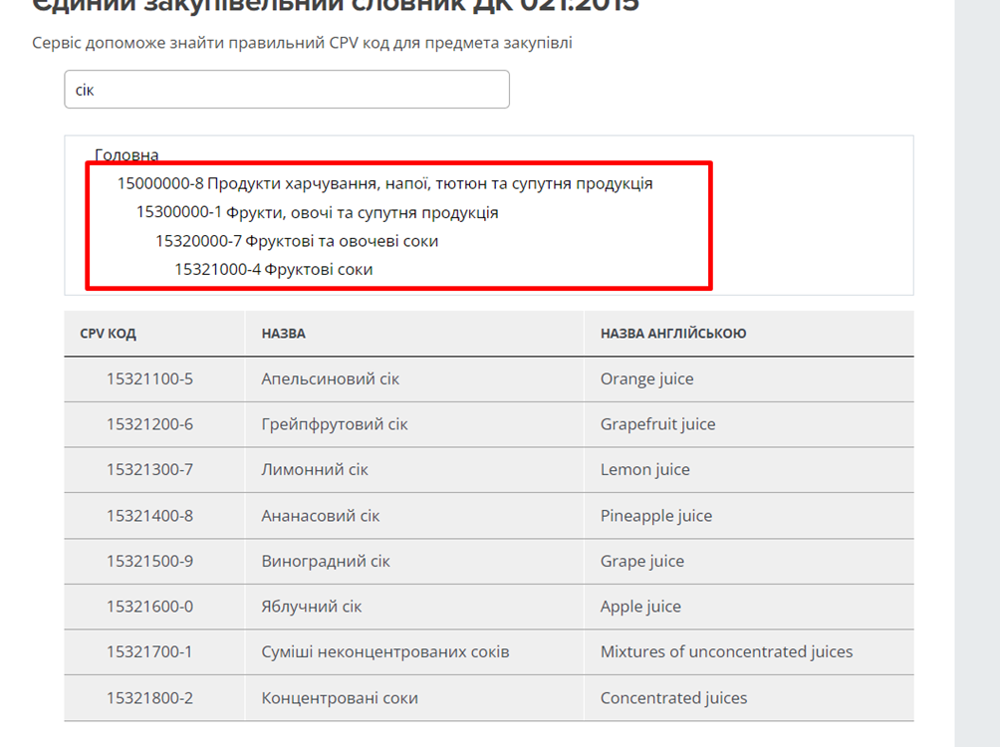 Єдиний закупівельний словник ДК 021:2015
Сервіс допоможе знайти правильний CPV код для предмета закупівлі
сік
Головна
15000000-8 Продукти харчування, напої, тютюн та супутня продукція
15300000-1 Фрукти, овочі та супутня продукція
15320000-7 Фруктові та овочеві соки
15321000-4 Фруктові соки
CPV КОД НАЗВА НАЗВА АНГЛІЙСЬКОЮ
15321100-5 Апельсиновий сік Orange juice
15321200-6 Грейпфрутовий сік Grapefruit juice
15321300-7 Лимонний сік Lemon juice
15321400-8 Ананасовий сік Pineapple juice
15321500-9 Виноградний сік Grape juice
15321600-0 Яблучний сік Apple juice
15321700-1 Суміші неконцентрованих соків Mixtures of unconcentrated juices
15321800-2 Концентровані соки Concentrated juices